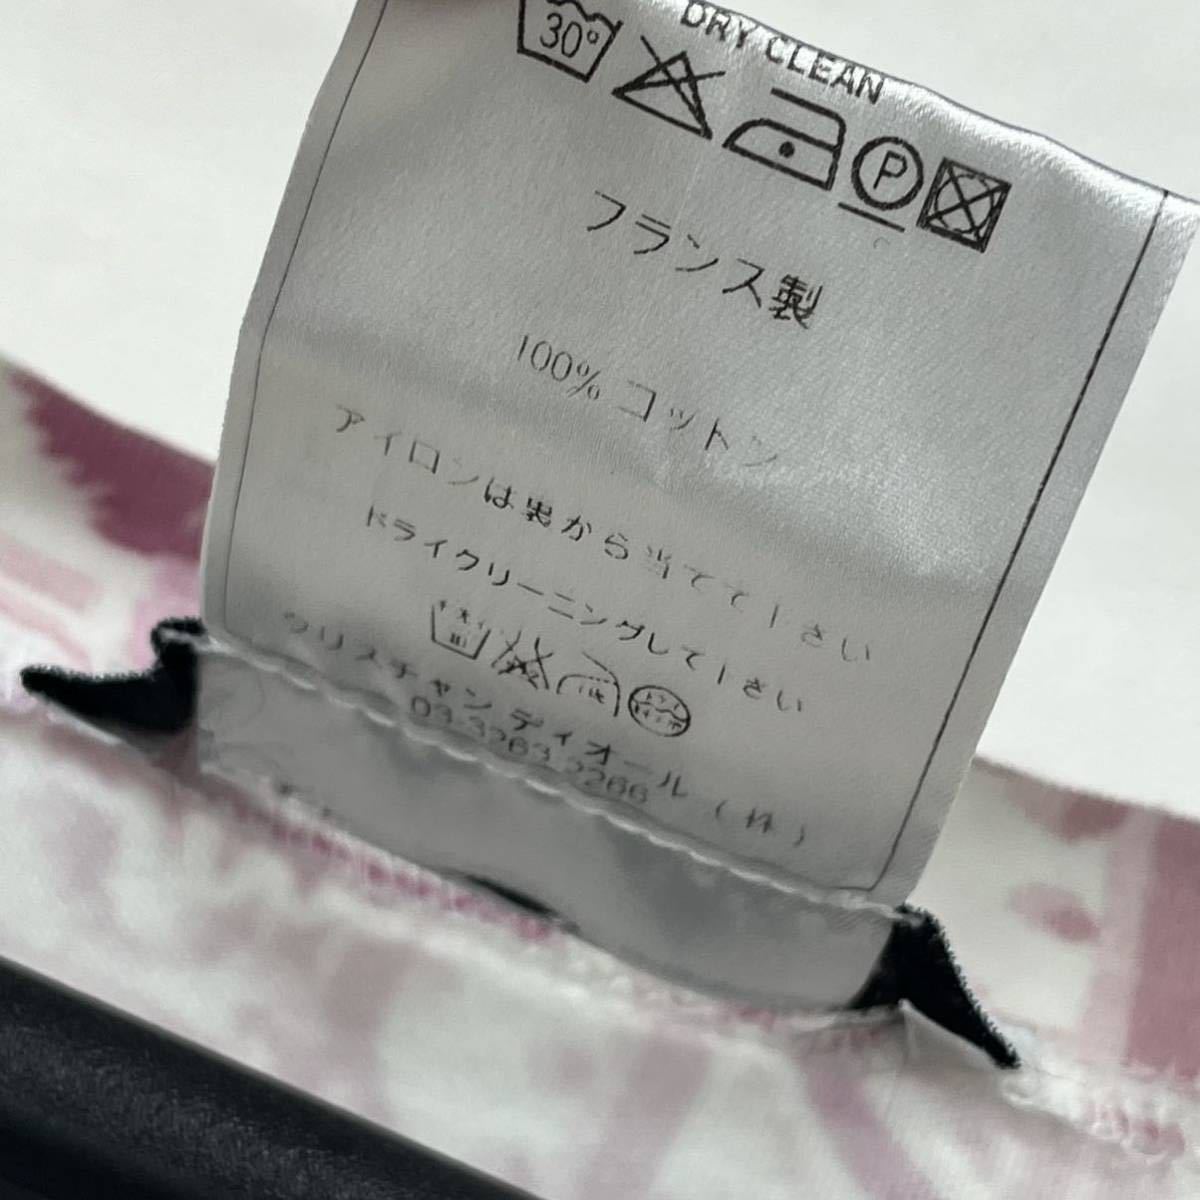 DRY CLEAN
30°
P
フランス製
100% コットン
アイロンは裏から当てて下さい
ドライクリーニングして下さい
クリスチャン ディオール (株)
03-3263-2266